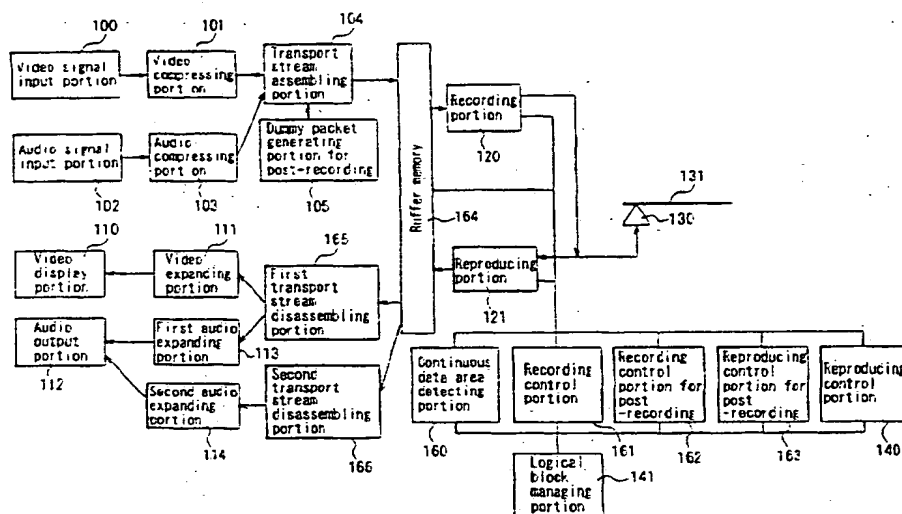 100
101
104
Video signal
input portion
Video
compressing
portion
Transport
stream
assembling
portion
Audio signal
input portion
Audio
compressing
portion
Dummy packet
generating
portion for
post-recording
102
103
105
Buffer memory
164
Recording
portion
120
131
130
Reproducing
portion
121
110
111
165
Video
display
portion
Video
expanding
portion
First
transport
stream
disassembling
portion
Audio
output
portion
First audio
expanding
portion
112
113
Second audio
expanding
portion
114
Second
transport
stream
disassembling
portion
166
Continuous
data area
detecting
portion
Recording
control
portion
Recording
control
portion for
post
-recording
Reproducing
control
portion for
post
-recording
Reproducing
control
portion
160
161
162
163
140
Logical
block
managing
portion
141